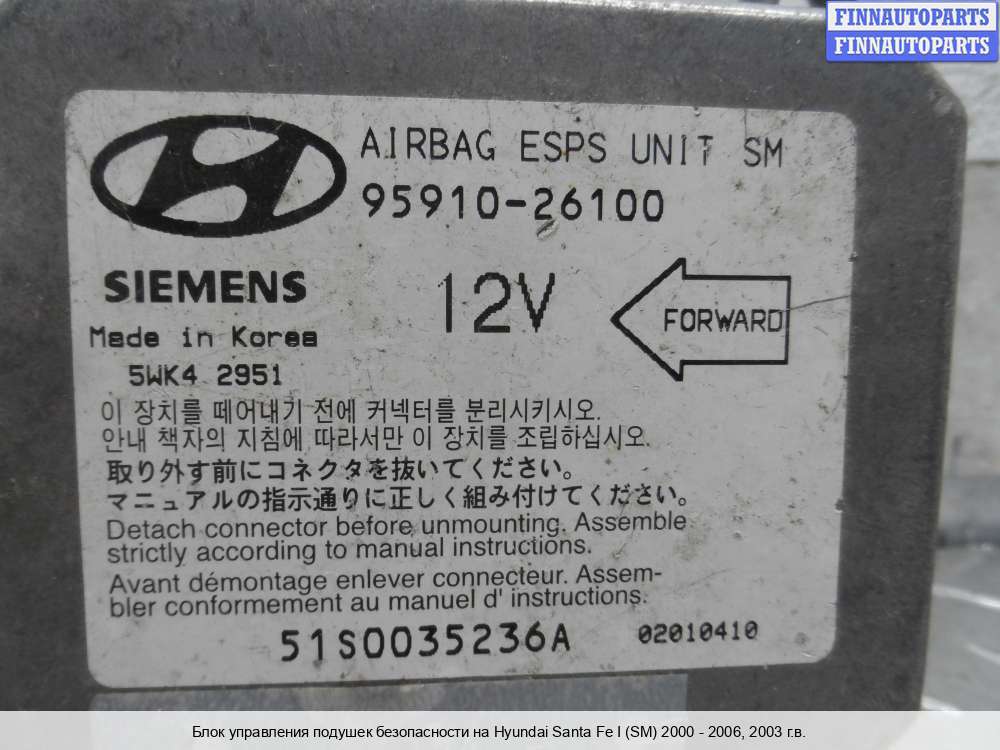 FINNAUTOPARTS
FINNAUTOPARTS
AIRBAG ESPS UNIT SM
95910-26100
SIEMENS
12V
FORWARD
Made in Korea
5WK4 2951
이 장치를 떼어내기 전에 커넥터를 분리시키시오.
안내 책자의 지침에 따라서만 이 장치를 조립하십시오.
取り外す前にコネクタを抜いてください。
マニュアルの指示通りに正しく組み付けてください。
Detach connector before unmounting. Assemble
strictly according to manual instructions.
Avant démontage enlever connecteur. Assem-
bler conformement au manuel d' instructions.
51S0035236A
02010410
Блок управления подушек безопасности на Hyundai Santa Fe I (SM) 2000 - 2006, 2003 г.в.